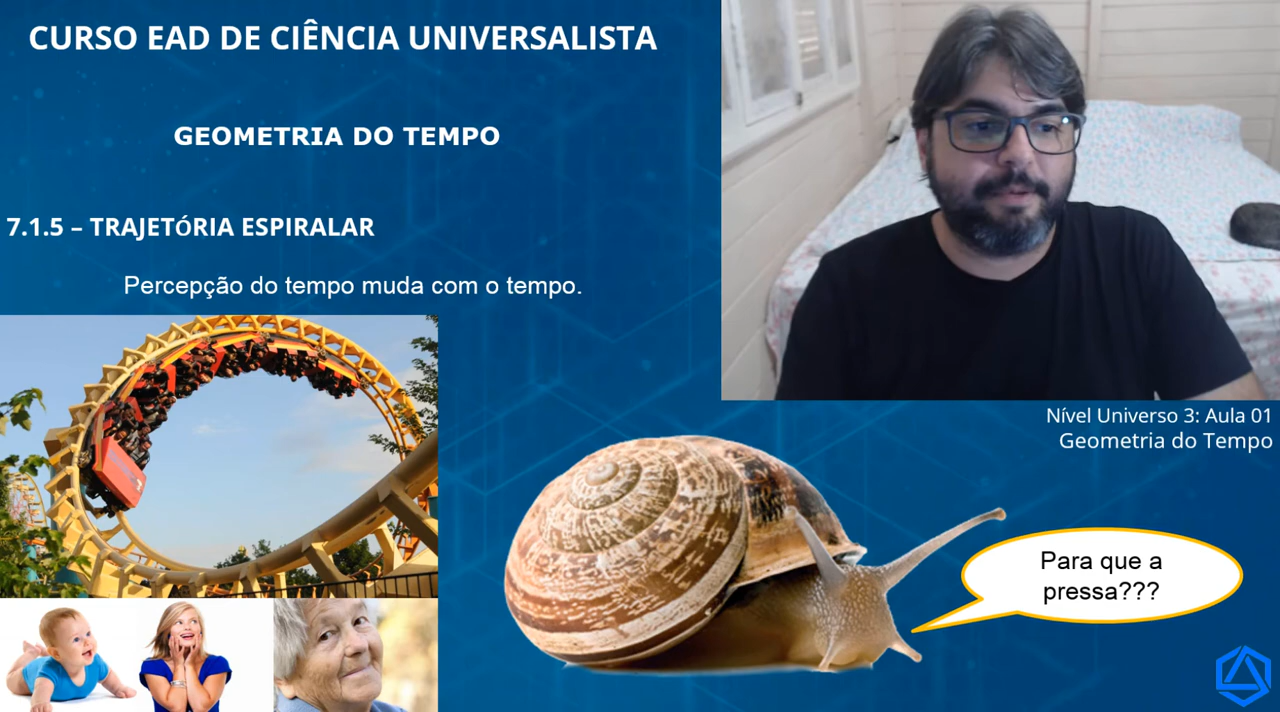 CURSO EAD DE CIÊNCIA UNIVERSALISTA
GEOMETRIA DO TEMPO
7.1.5 – TRAJETÓRIA ESPIRALAR
Percepção do tempo muda com o tempo.
Nível Universo 3: Aula 01
Geometria do Tempo
Para que a
pressa???